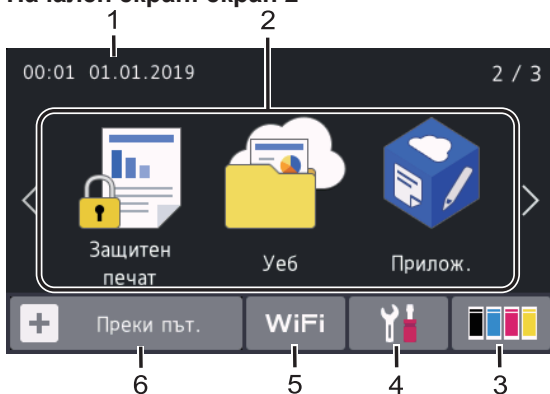 Начален екран: екран 2
1
2
00:01 01.01.2019
2 / 3
Защитен
печат
Уеб
Прилож.
Преки път.
WiFi
6
5
4
3